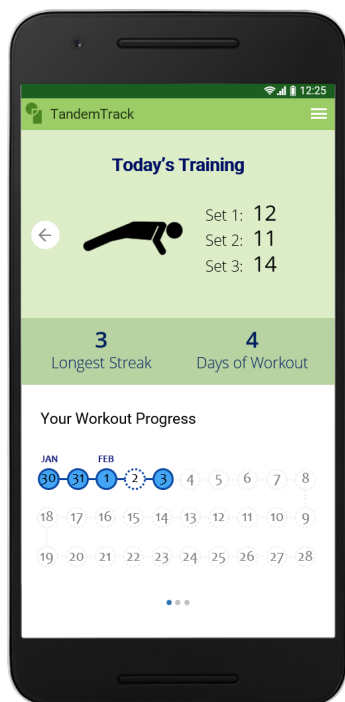 12:25
TandemTrack
Today's Training
Set 1: 12
Set 2: 11
Set 3: 14
3 4
Longest Streak Days of Workout
Your Workout Progress
JAN FEB
30 31 1 2 3 4 5 6 7 8
18 17 16 15 14 13 12 11 10 9
19 20 21 22 23 24 25 26 27 28